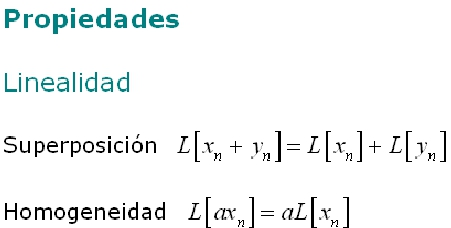 Propiedades
Linealidad
Superposición L[xₙ + yₙ] = L[xₙ] + L[yₙ]
Homogeneidad L[axₙ] = aL[xₙ]